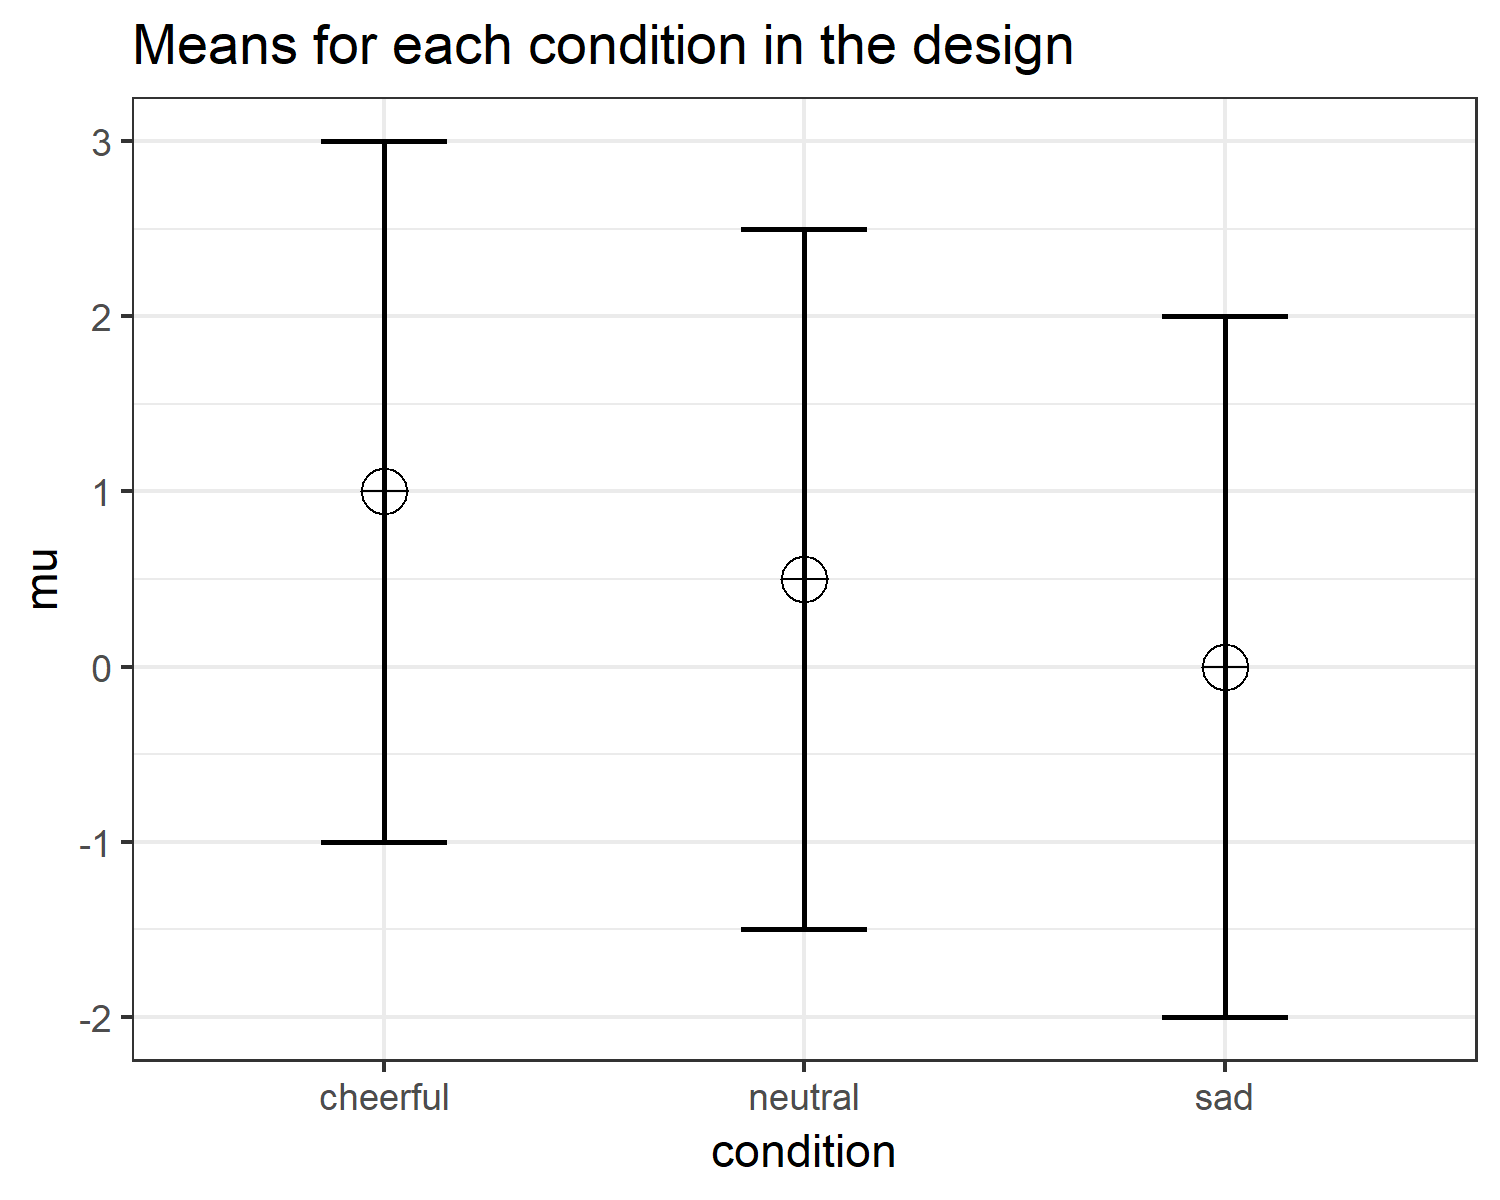 Means for each condition in the design
3
2
1
0
-1
-2
mu
cheerful neutral sad
condition